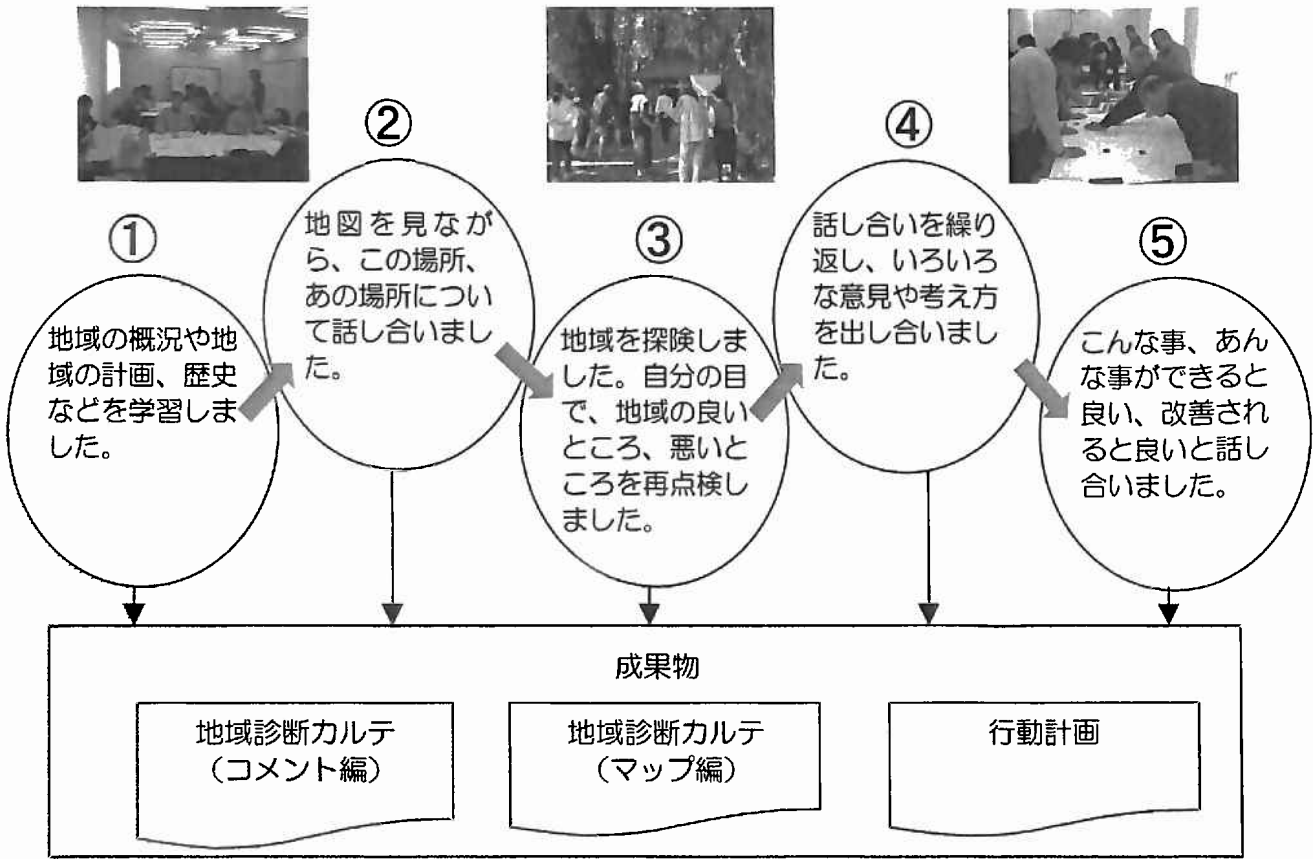 ①
地域の概況や地
域の計画、歴史
などを学習しま
した。
②
地図を見なが
ら、この場所、
あの場所につい
て話し合いまし
た。
③
地域を探険しま
した。自分の目
で、地域の良い
ところ、悪いと
ころを再点検し
ました。
④
話し合いを繰り
返し、いろいろ
な意見や考え方
を出し合いまし
た。
⑤
こんな事、あん
な事ができると
良い、改善され
ると良いと話し
合いました。
成果物
地域診断カルテ
（コメント編）
地域診断カルテ
（マップ編）
行動計画